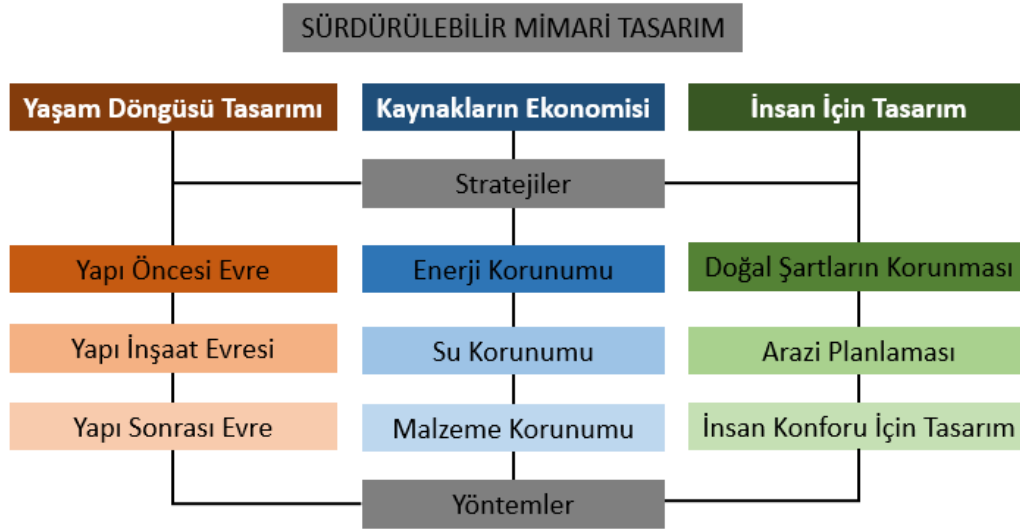 SÜRDÜRÜLEBİLİR MİMARİ TASARIM
Yaşam Döngüsü Tasarımı
Kaynakların Ekonomisi
İnsan İçin Tasarım
Stratejiler
Yapı Öncesi Evre
Enerji Korunumu
Doğal Şartların Korunması
Yapı İnşaat Evresi
Su Korunumu
Arazi Planlaması
Yapı Sonrası Evre
Malzeme Korunumu
İnsan Konforu İçin Tasarım
Yöntemler